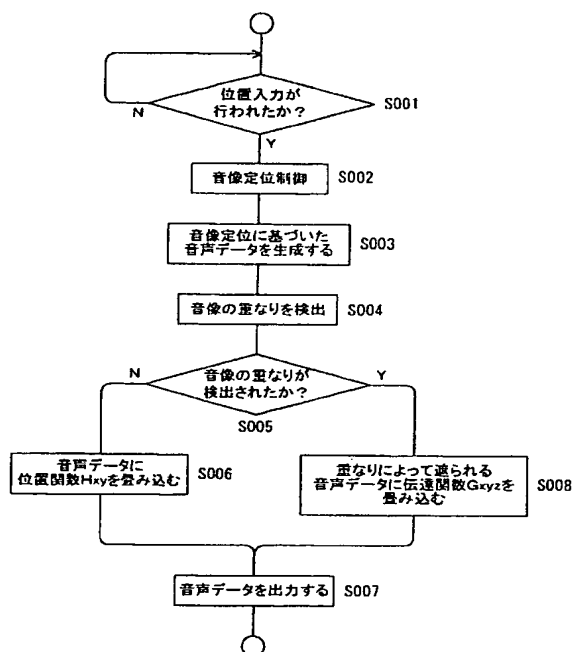 位置入力が
行われたか？
S001
N
Y
音像定位制御
S002
音像定位に基づいた
音声データを生成する
S003
音像の重なりを検出
S004
N
音像の重なりが
検出されたか？
Y
S005
音声データに
位置関数Hxyを畳み込む
S006
重なりによって遮られる
音声データに伝達関数Gxyzを
畳み込む
S008
音声データを出力する
S007